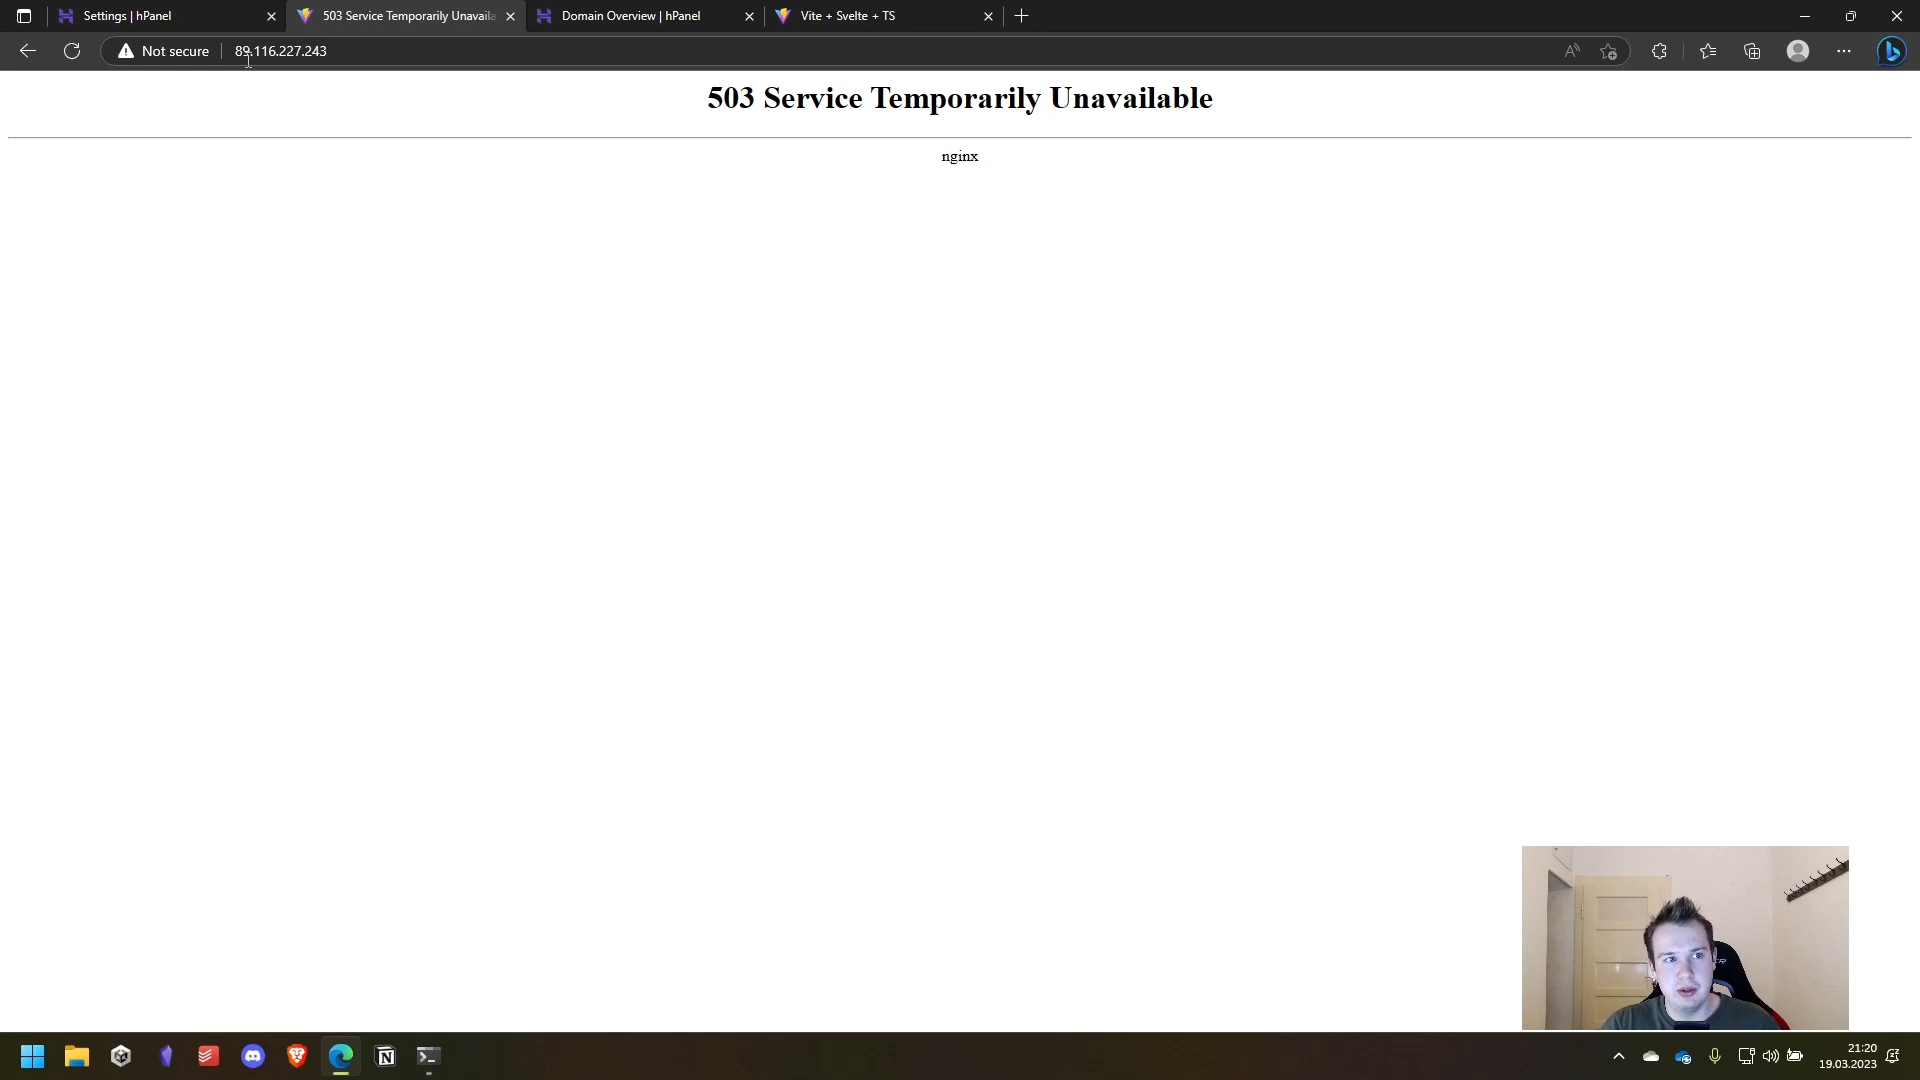 Settings | hPanel
503 Service Temporarily Unavaila
Domain Overview | hPanel
Vite + Svelte + TS
Not secure
89.116.227.243
503 Service Temporarily Unavailable
nginx
21:20
19.03.2023